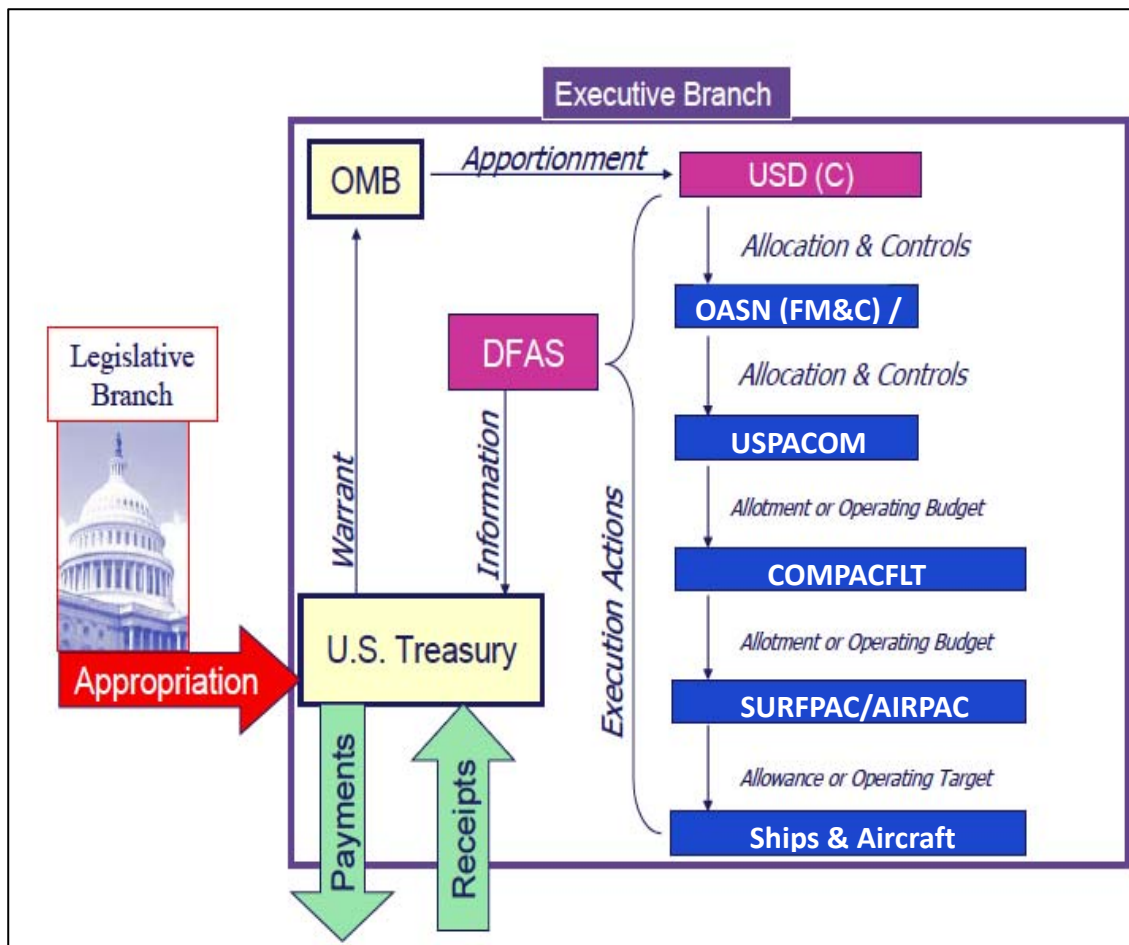 Executive Branch
OMB
Apportionment
USD (C)
Allocation & Controls
OASN (FM&C) /
DFAS
Allocation & Controls
Legislative
Branch
USPACOM
Warrant
Information
Execution Actions
Allotment or Operating Budget
COMPACFLT
U.S. Treasury
Allotment or Operating Budget
Appropriation
SURFPAC/AIRPAC
Payments
Receipts
Allowance or Operating Target
Ships & Aircraft